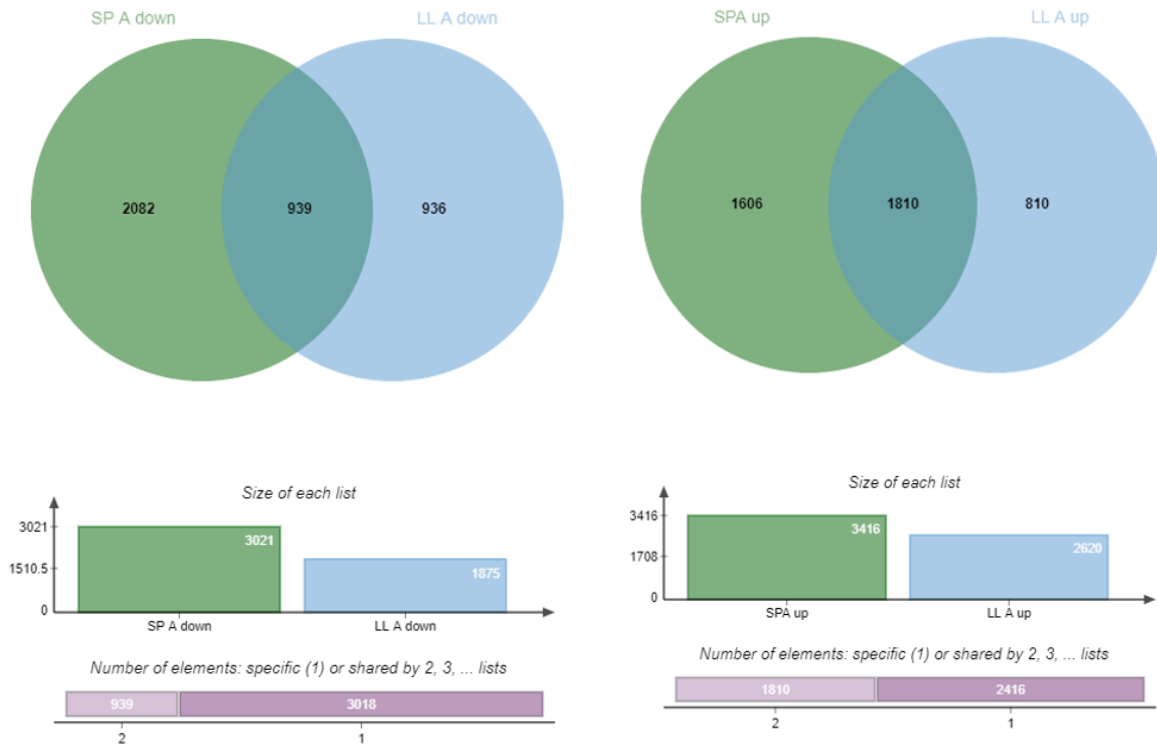 SP A down
LL A down
2082
939
936
Size of each list
3021
1510.5
0
3021
1875
SP A down
LL A down
Number of elements: specific (1) or shared by 2, 3, ... lists
939
3018
2
1
SPA up
LL A up
1606
1810
810
Size of each list
3416
1708
0
3416
2620
SPA up
LL A up
Number of elements: specific (1) or shared by 2, 3, ... lists
1810
2416
2
1